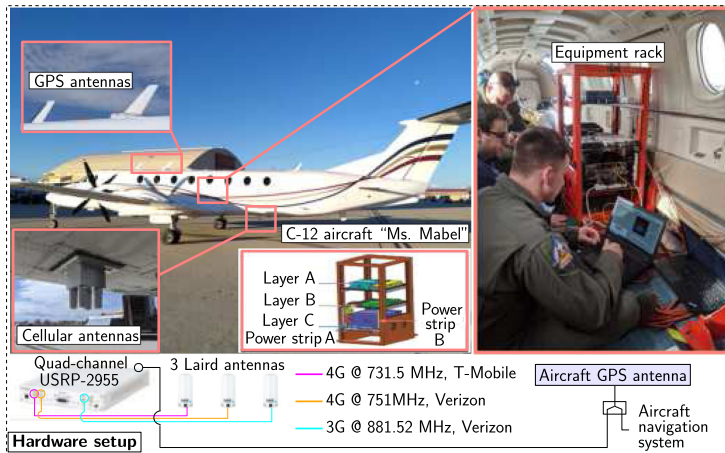 GPS antennas
Equipment rack
C-12 aircraft “Ms. Mabel”
Cellular antennas
Layer A
Layer B
Layer C
Power strip A
Power
strip
B
Quad-channel
USRP-2955
3 Laird antennas
4G @ 731.5 MHz, T-Mobile
4G @ 751MHz, Verizon
3G @ 881.52 MHz, Verizon
Aircraft GPS antenna
Aircraft
navigation
system
Hardware setup